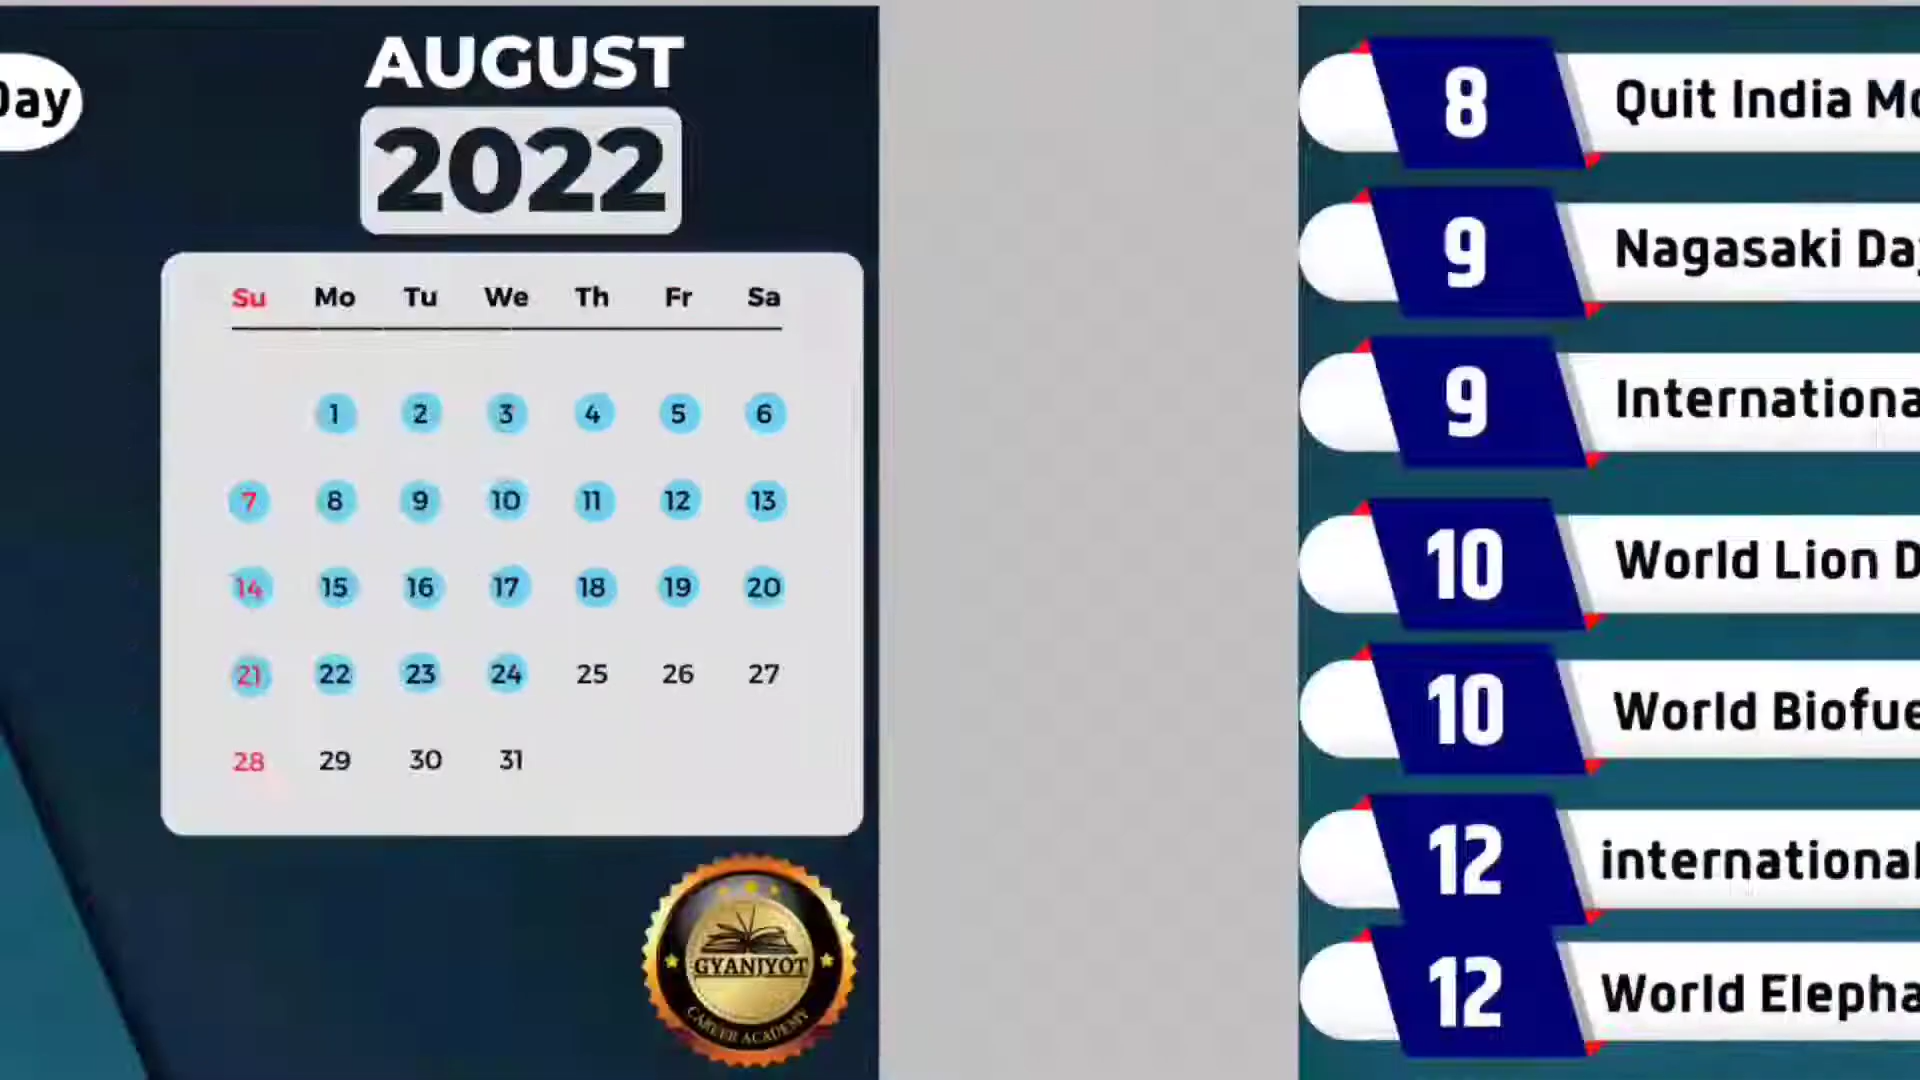 Day
AUGUST
2022
Su Mo Tu We Th Fr Sa
1 2 3 4 5 6
7 8 9 10 11 12 13
14 15 16 17 18 19 20
21 22 23 24 25 26 27
28 29 30 31
GYANJYOT
CAREER ACADEMY
8 Quit India Mo
9 Nagasaki Day
9 Internationa
10 World Lion D
10 World Biofue
12 international
12 World Elepha